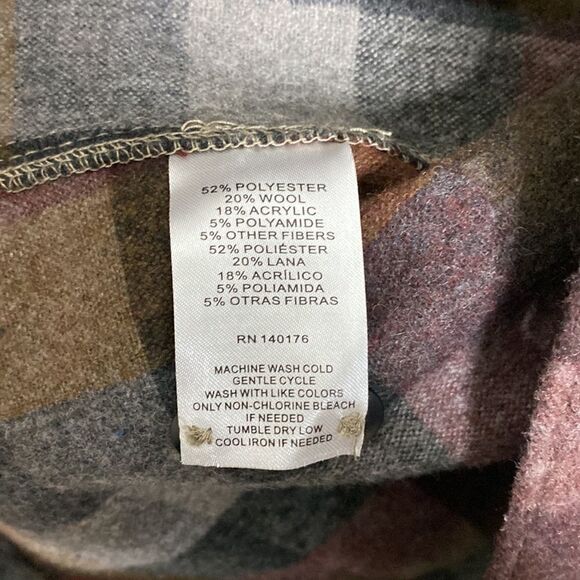 52% POLYESTER
20% WOOL
18% ACRYLIC
5% POLYAMIDE
5% OTHER FIBERS
52% POLIÉSTER
20% LANA
18% ACRÍLICO
5% POLIAMIDA
5% OTRAS FIBRAS
RN 140176
MACHINE WASH COLD
GENTLE CYCLE
WASH WITH LIKE COLORS
ONLY NON-CHLORINE BLEACH
IF NEEDED
TUMBLE DRY LOW
COOL IRON IF NEEDED